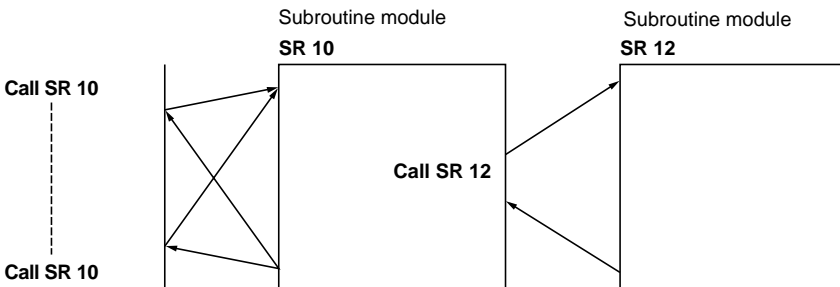 Subroutine module
SR 10
Subroutine module
SR 12
Call SR 10
Call SR 12
Call SR 10